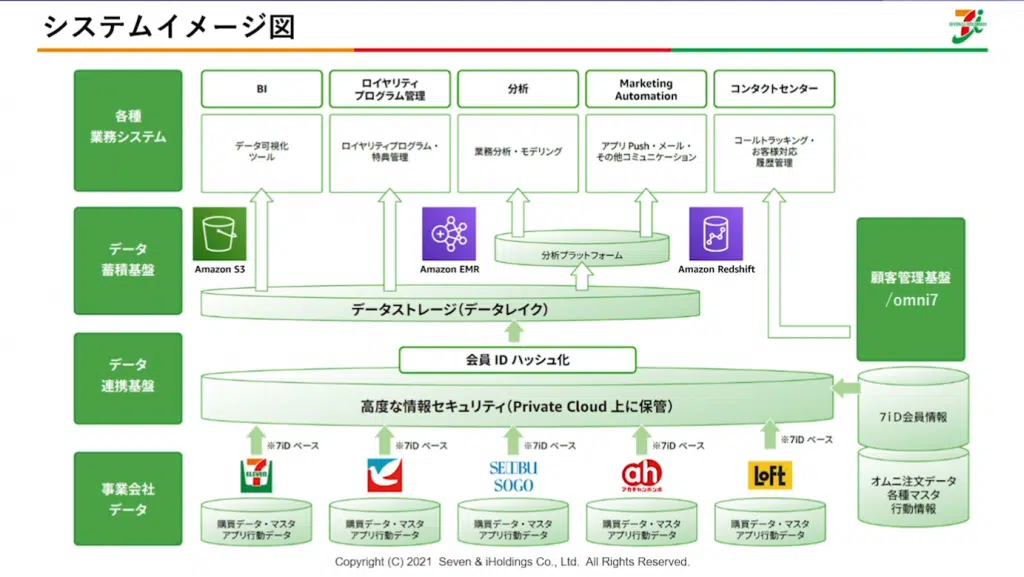 システムイメージ図
各種
業務システム
BI
ロイヤリティ
プログラム管理
分析
Marketing
Automation
コンタクトセンター
データ可視化
ツール
ロイヤリティプログラム・
特典管理
業務分析・モデリング
アプリ Push・メール・
その他コミュニケーション
コールトラッキング・
お客様対応
履歴管理
データ
蓄積基盤
Amazon S3
Amazon EMR
分析プラットフォーム
Amazon Redshift
データストレージ（データレイク）
顧客管理基盤
/omni7
データ
連携基盤
会員 ID ハッシュ化
高度な情報セキュリティ（Private Cloud 上に保管）
7iD会員情報
オムニ注文データ
各種マスタ
行動情報
※7iD ベース
※7iD ベース
※7iD ベース
※7iD ベース
※7iD ベース
事業会社
データ
7
ELEVEN
SEIBU
SOGO
ah
アカチャンホンポ
LOFT
購買データ・マスタ
アプリ行動データ
購買データ・マスタ
アプリ行動データ
購買データ・マスタ
アプリ行動データ
購買データ・マスタ
アプリ行動データ
購買データ・マスタ
アプリ行動データ
Copyright (C) 2021 Seven & iHoldings Co., Ltd. All Rights Reserved.